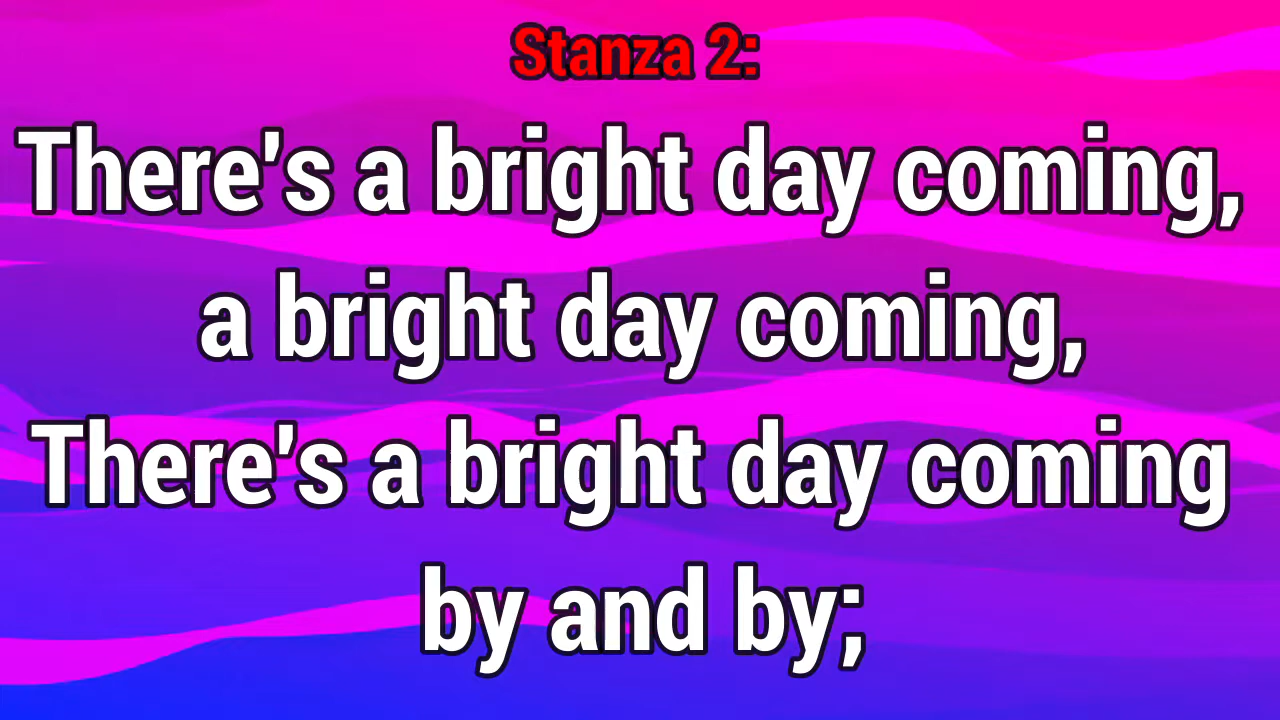 Stanza 2:
There's a bright day coming,
a bright day coming,
There's a bright day coming
by and by;